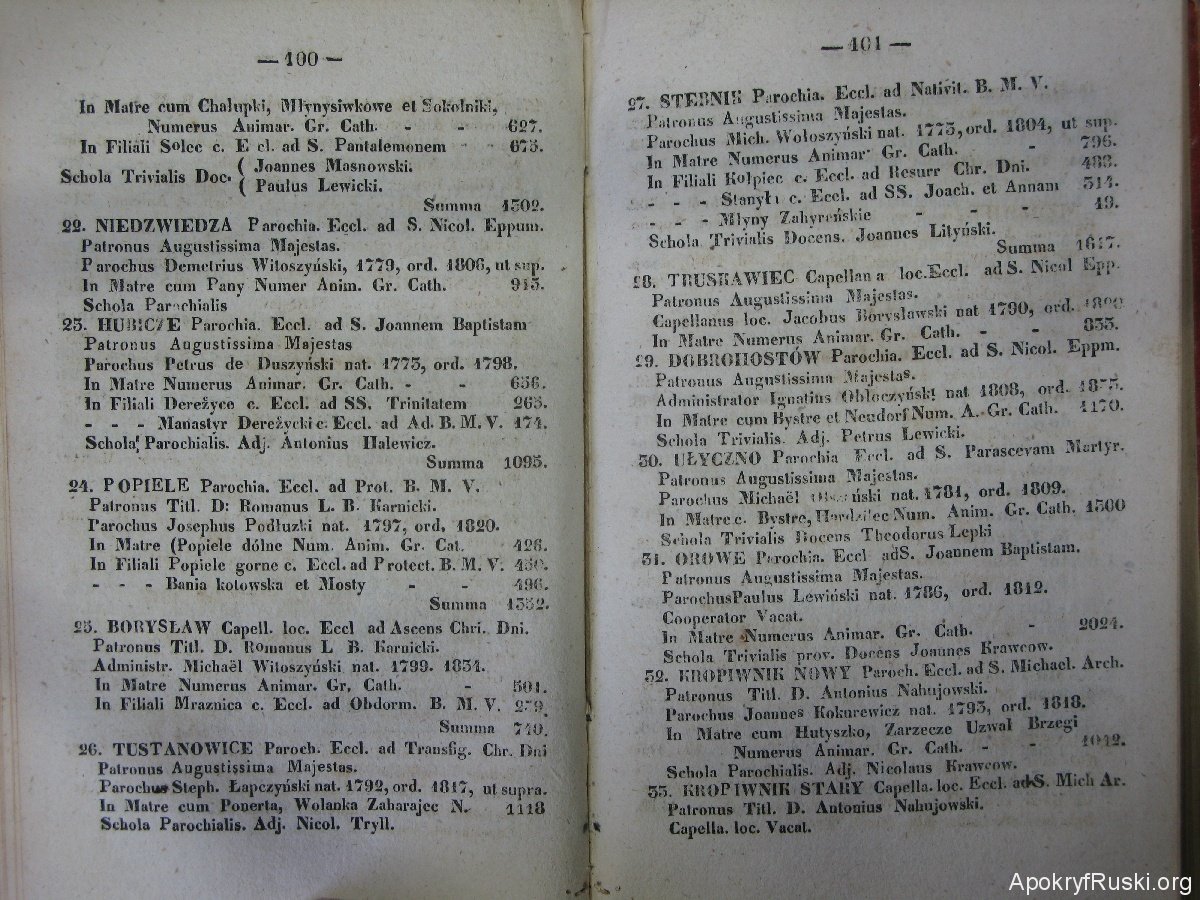 — 100 —
In Matre cum Chałupki, Młynysiwkowe et Sokolniki,
Numerus Animar. Gr. Cath. - - 627.
In Filiali Solec c. E cl. ad S. Pantalemonem - - 675.
Schola Trivialis Doc. ( Joannes Masnowski.
( Paulus Lewicki.
Summa 1302.
22. NIEDZWIEDZA Parochia. Eccl. ad S. Nicol. Eppum.
Patronus Augustissima Majestas.
Parochus Demetrius Witoszyński, 1779, ord. 1806, ut sup.
In Matre cum Pany Numer Anim. Gr. Cath. 913.
Schola Parochialis
23. HUBICZE Parochia. Eccl. ad S. Joannem Baptistam
Patronus Augustissima Majestas
Parochus Petrus de Duszyński nat. 1773, ord. 1798.
In Matre Numerus Animar. Gr. Cath. - - 656.
In Filiali Dereżyce c. Eccl. ad SS. Trinitatem 265.
- - - Manastyr Dereżycki c. Eccl. ad Ad. B. M. V. 174.
Schola Parochialis. Adj. Antonius Halewicz.
Summa 1095.
24. POPIELE Parochia. Eccl. ad Prot. B. M. V.
Patronus Titl. D: Romanus L. B. Karnicki.
Parochus Josephus Podłuzki nat. 1797, ord, 1820.
In Matre (Popiele dólne Num. Anim. Gr. Cat. 426.
In Filiali Popiele gorne c. Eccl. ad Protect. B. M. V. 430.
- - - Bania kotowska et Mosty - - 496.
Summa 1352.
25. BORYSŁAW Capell. loc. Eccl ad Ascens Chri. Dni.
Patronus Titl. D. Romanus L B. Karnicki.
Administr. Michaël Witoszyński nat. 1799. 1834.
In Matre Numerus Animar. Gr, Cath. - 501.
In Filiali Mraznica c. Eccl. ad Obdorm. B. M. V. 279.
Summa 740.
26. TUSTANOWICE Paroch. Eccl. ad Transfig. Chr. Dni
Patronus Augustissima Majestas.
Parochus Steph. Łapczyński nat. 1792, ord. 1817, ut supra.
In Matre cum Ponerta, Wolanka Zaharajec N. 1118
Schola Parochialis. Adj. Nicol. Tryll.
— 101 —
27. STEBNIK Parochia. Eccl. ad Nativit. B. M. V.
Patronus Augustissima Majestas.
Parochus Mich. Wołoszyński nat. 1773, ord. 1804, ut sup.
In Matre Numerus Animar. Gr. Cath. - 796.
In Filiali Kołpiec c. Eccl. ad Resurr Chr. Dni. 483.
- - - Stanyła c. Eccl. ad SS. Joach. et Annam 314.
- - - Młyny Zahyreńskie - - - 19.
Schola Trivialis Docens. Joannes Lityński.
Summa 1617.
28. TRUSKAWIEC Capellana loc. Eccl. ad S. Nicol Epp.
Patronus Augustissima Majestas.
Capellanus loc. Jacobus Borysławski nat 1790, ord.
In Matre Numerus Animar. Gr. Cath. - - 853.
29. DOBROHOSTÓW Parochia. Eccl. ad S. Nicol. Eppm.
Patronus Augustissima Majestas.
Administrator Ignatius Obłoczyński nat 1808, ord.
In Matre cum Bystre et Neudorf Num. A. Gr. Cath. 1170.
Schola Trivialis. Adj. Petrus Lewicki.
30. UŁYCZNO Parochia Eccl. ad S. Parascevam Martyr.
Patronus Augustissima Majestas.
Parochus Michaël nat. 1781, ord. 1809.
In Matre c. Bystre, Num. Anim. Gr. Cath. 1300
Schola Trivialis Docens Theodorus Lepki
31. OROWE Parochia. Eccl ad S. Joannem Baptistam.
Patronus Augustissima Majestas.
Parochus Paulus Lewiński nat. 1786, ord. 1812.
Cooperator Vacat.
In Matre Numerus Animar. Gr. Cath. - 2024.
Schola Trivialis prov. Docens Joannes Krawcow.
32. KROPIWNIK NOWY Paroch. Eccl. ad S. Michael. Arch.
Patronus Titl. D. Antonius Nahujowski.
Parochus Joannes Kokurewicz nat. 1793, ord. 1818.
In Matre cum Hutyszko, Zarzecze Uzwal Brzegi
Numerus Animar. Gr. Cath. - - 1042.
Schola Parochialis. Adj. Nicolaus Krawcow.
33. KROPIWNIK STARY Capella. loc. Eccl. ad S. Mich Ar.
Patronus Titl. D. Antonius Nahujowski.
Capella. loc. Vacat.
ApokryfRuski.org